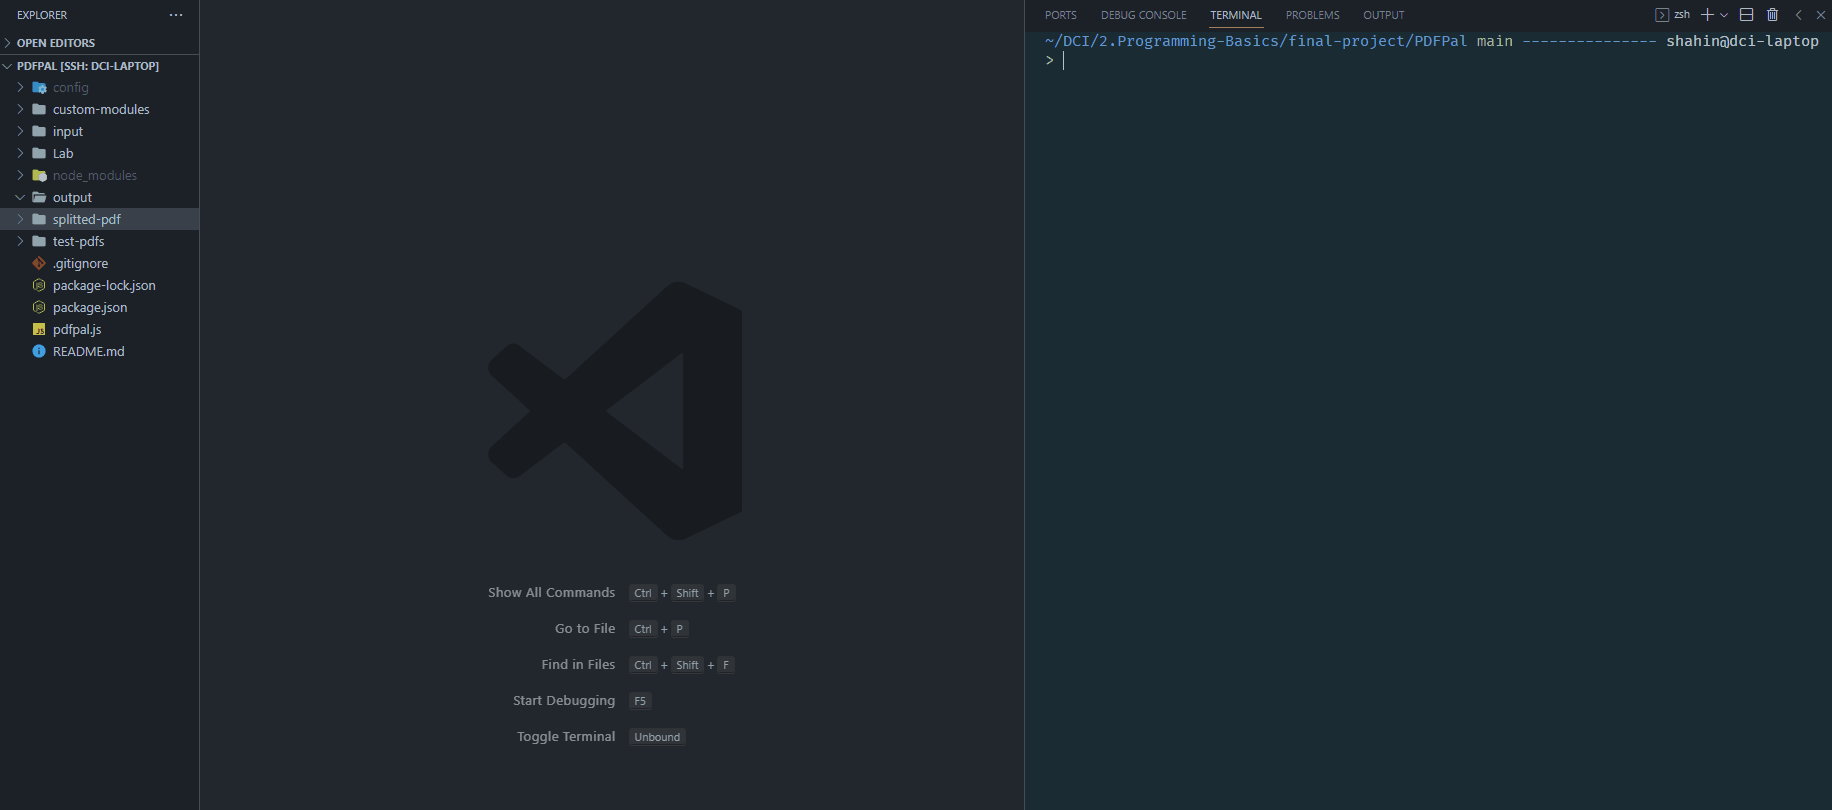 EXPLORER ···
OPEN EDITORS
PDFPAL [SSH: DCI-LAPTOP]
config
custom-modules
input
Lab
node_modules
output
splitted-pdf
test-pdfs
.gitignore
package-lock.json
package.json
JS pdfpal.js
README.md
Show All Commands Ctrl + Shift + P
Go to File Ctrl + P
Find in Files Ctrl + Shift + F
Start Debugging F5
Toggle Terminal Unbound
PORTS DEBUG CONSOLE TERMINAL PROBLEMS OUTPUT zsh
~/DCI/2.Programming-Basics/final-project/PDFPal main --------------- shahin@dci-laptop
>